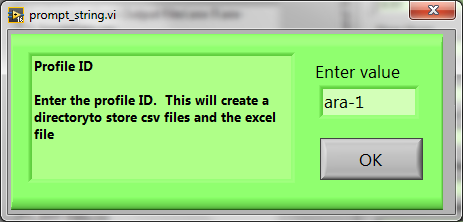 prompt_string.vi
Profile ID
Enter the profile ID. This will create a
directoryto store csv files and the excel
file
Enter value
ara-1
OK